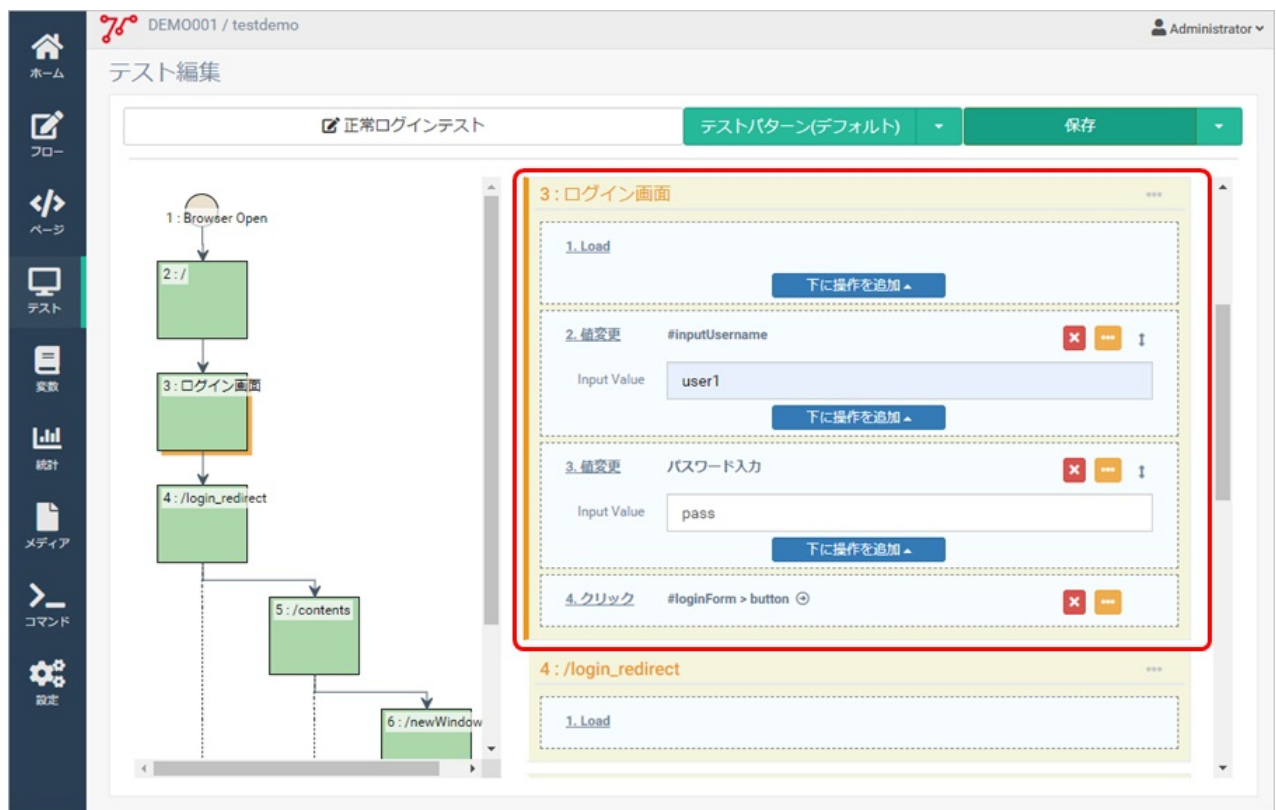 DEMO001 / testdemo
Administrator
ホーム
フロー
ページ
テスト
変数
統計
メディア
コマンド
設定
テスト編集
正常ログインテスト
テストパターン(デフォルト)
保存
1 : Browser Open
2 : /
3 : ログイン画面
4 : /login_redirect
5 : /contents
6 : /newWindow
3 : ログイン画面
1. Load
下に操作を追加
2. 値変更 #inputUsername
Input Value user1
下に操作を追加
3. 値変更 パスワード入力
Input Value pass
下に操作を追加
4. クリック #loginForm > button
4 : /login_redirect
1. Load